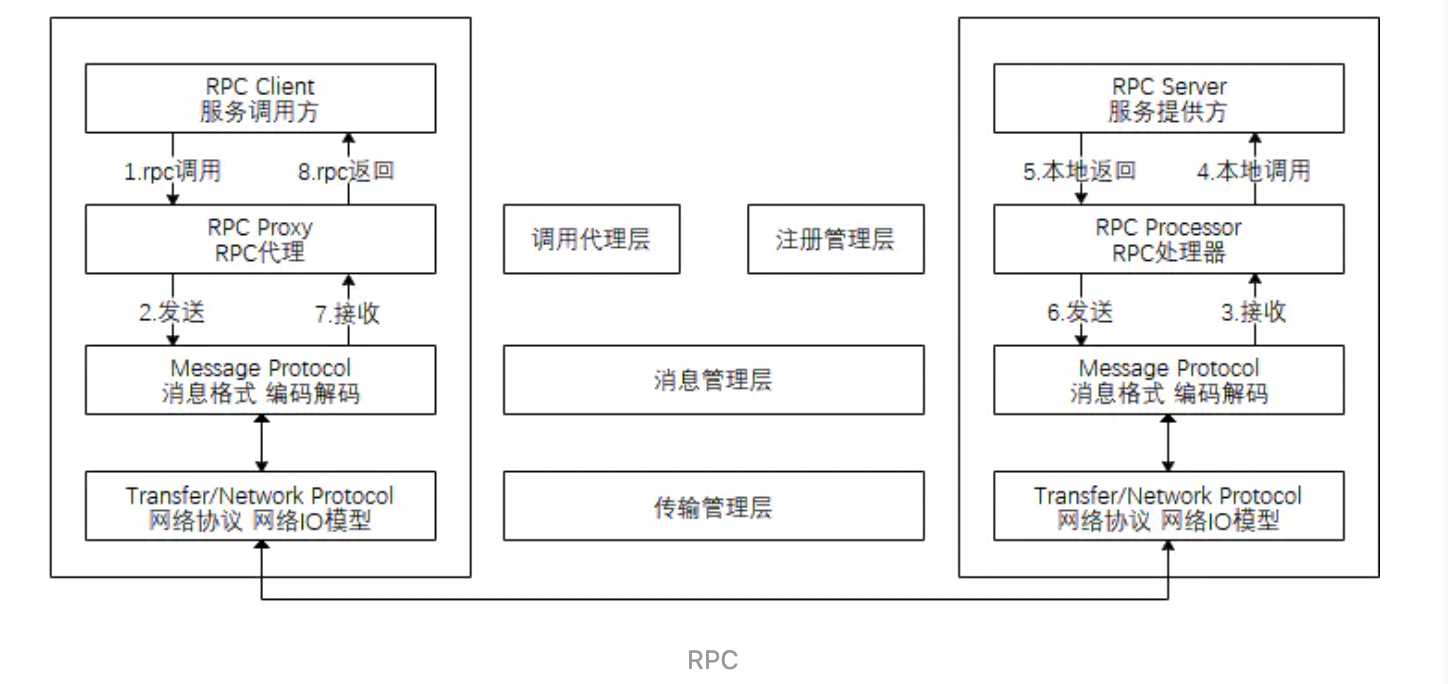 RPC Client
服务调用方
1.rpc调用
8.rpc返回
RPC Proxy
RPC代理
2.发送
7.接收
Message Protocol
消息格式 编码解码
Transfer/Network Protocol
网络协议 网络IO模型
调用代理层
注册管理层
消息管理层
传输管理层
RPC Server
服务提供方
5.本地返回
4.本地调用
RPC Processor
RPC处理器
6.发送
3.接收
Message Protocol
消息格式 编码解码
Transfer/Network Protocol
网络协议 网络IO模型
RPC